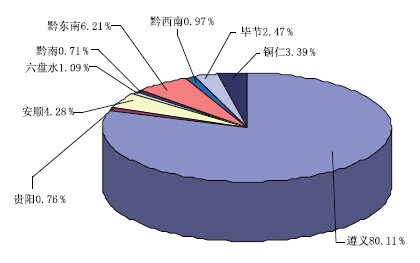 黔西南0.97%
黔东南6.21%
毕节2.47%
黔南0.71%
铜仁3.39%
六盘水1.09%
安顺4.28%
贵阳0.76%
遵义80.11%